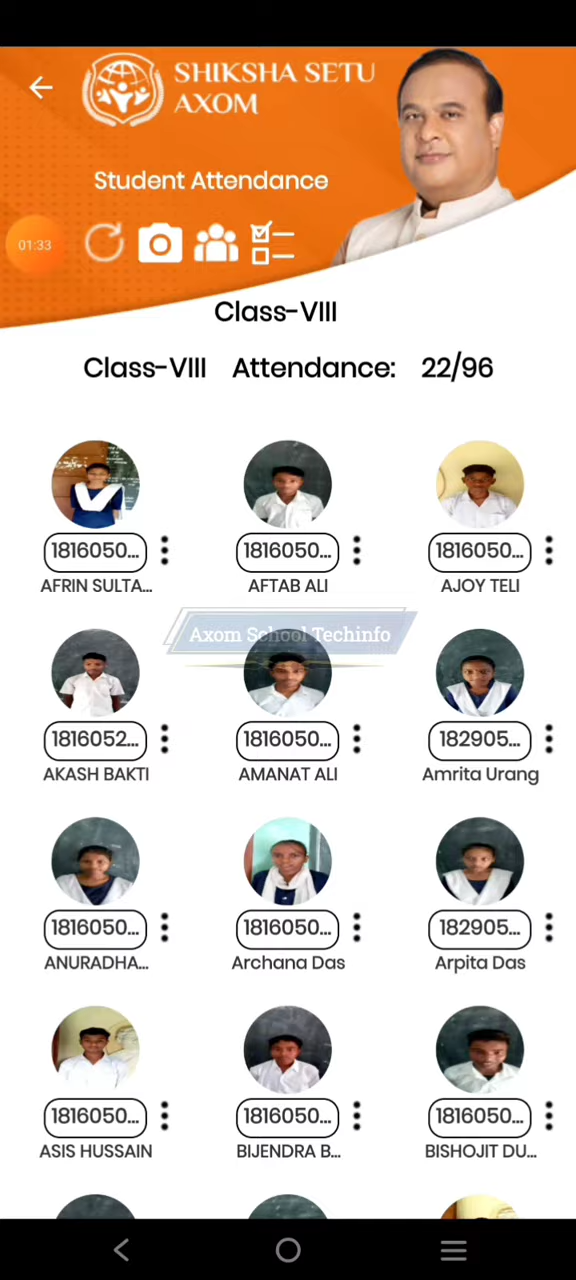 SHIKSHA SETU
AXOM
Student Attendance
01:33
Class-VIII
Class-VIII Attendance: 22/96
1816050... 1816050... 1816050...
AFRIN SULTA... AFTAB ALI AJOY TELI
Axom School Techinfo
1816052... 1816050... 182905...
AKASH BAKTI AMANAT ALI Amrita Urang
1816050... 1816050... 182905...
ANURADHA... Archana Das Arpita Das
1816050... 1816050... 1816050...
ASIS HUSSAIN BIJENDRA B... BISHOJIT DU...